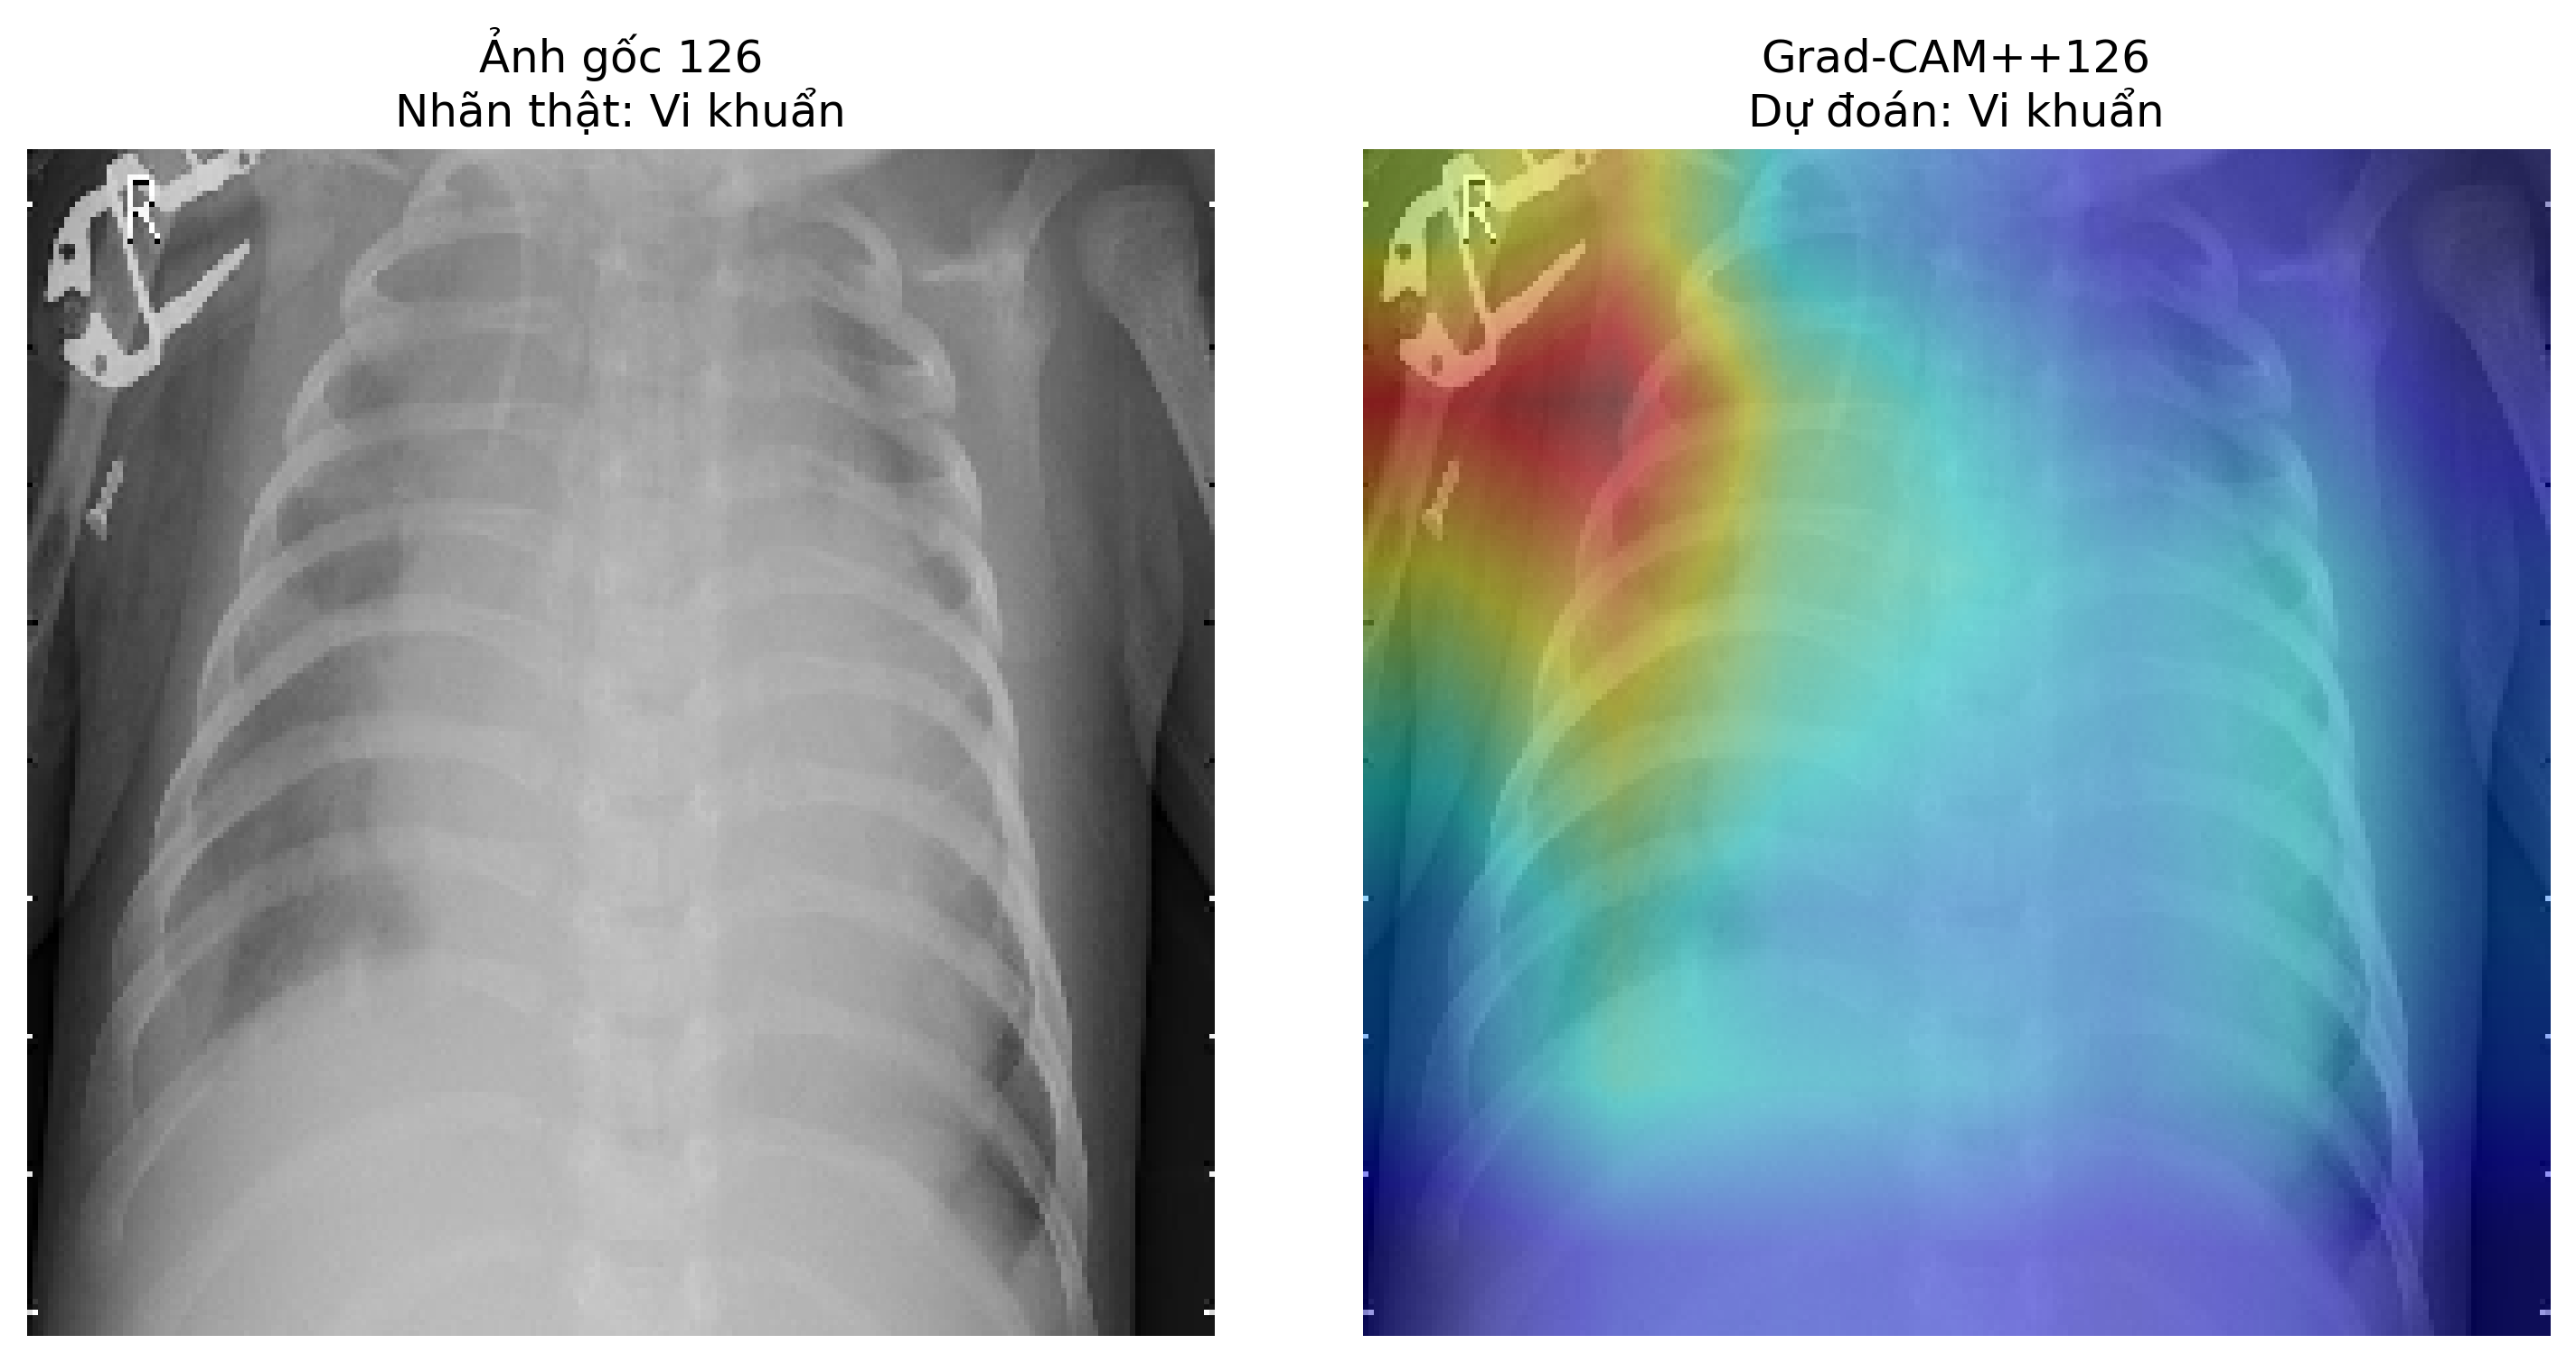 Ảnh gốc 126
Nhãn thật: Vi khuẩn
Grad-CAM++126
Dự đoán: Vi khuẩn
R
R